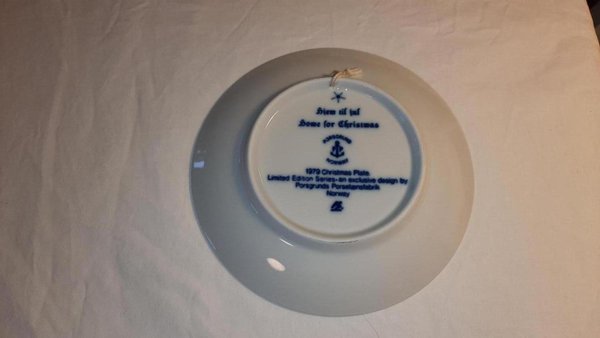 Hjem til jul
Home for Christmas
PORSGRUND
NORWAY
1979 Christmas Plate
Limited Edition Series-an exclusive design by
Porsgrunds Porcelainsfabrik
Norway